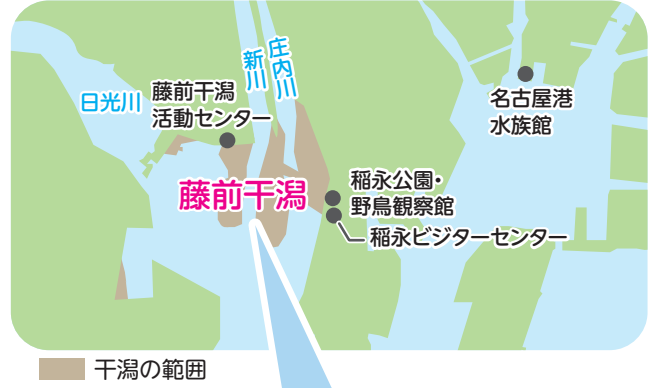 新川
庄内川
日光川
藤前干潟
活動センター
名古屋港
水族館
藤前干潟
稲永公園・
野鳥観察館
稲永ビジターセンター
干潟の範囲